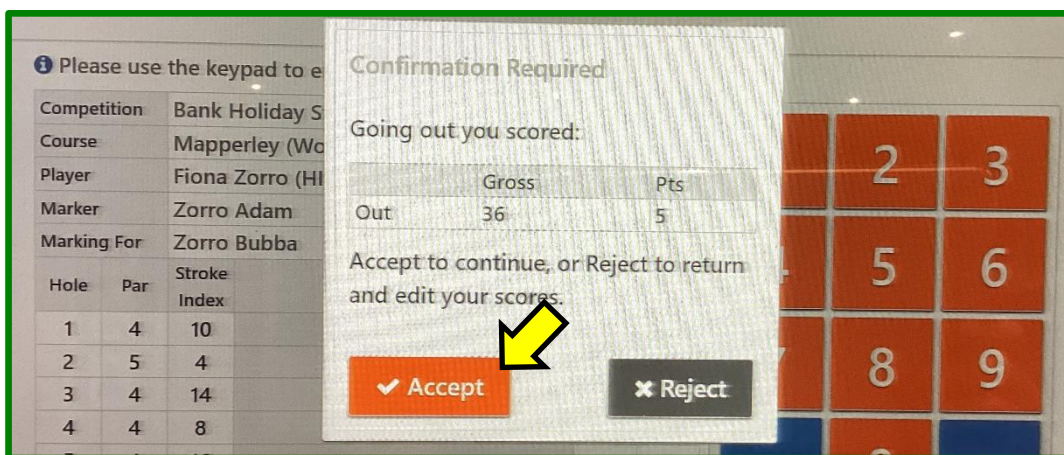 Please use the keypad to e
Competition Bank Holiday S
Course Mapperley (Wo
Player Fiona Zorro (HI
Marker Zorro Adam
Marking For Zorro Bubba
Hole Par Stroke Index
1 4 10
2 5 4
3 4 14
4 4 8
Confirmation Required
Going out you scored:
Gross Pts
Out 36 5
Accept to continue, or Reject to return
and edit your scores.
Accept Reject
2 3
5 6
8 9